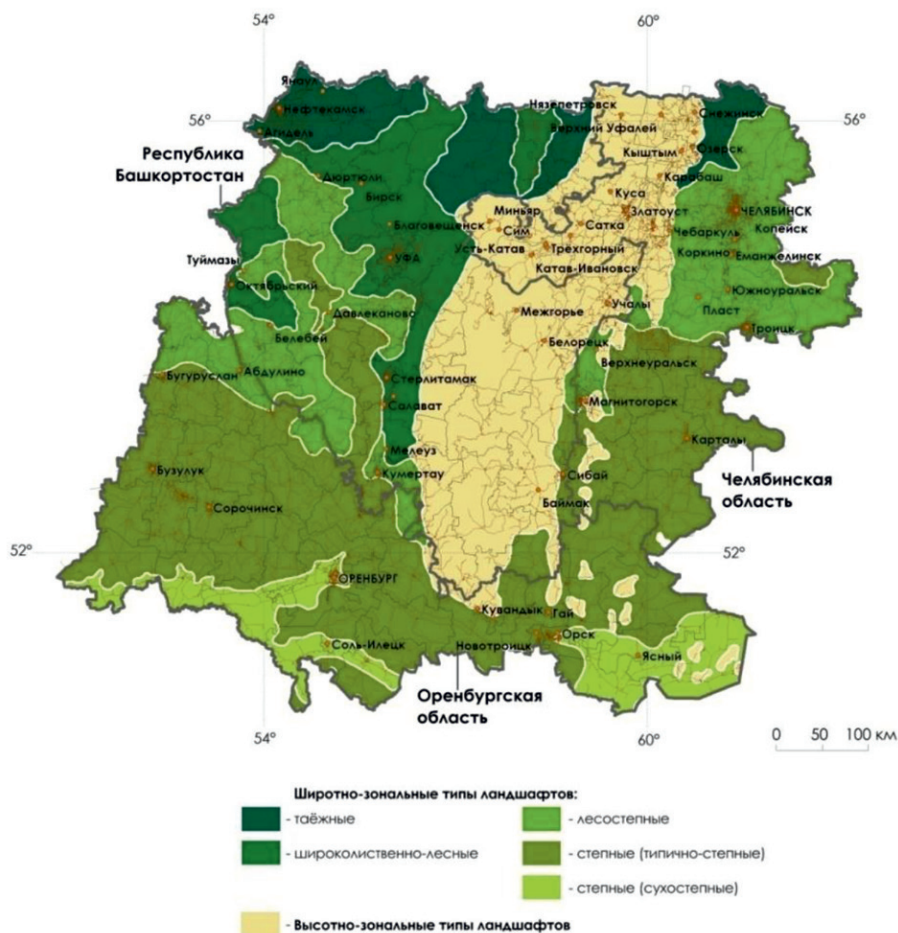 54°
60°
56°
56°
Янаул
Нефтекамск
Агидель
Нязепетровск
Верхний Уфалей
Снежинск
Озерск
Кыштым
Карабаш
Республика
Башкортостан
Дюртюли
Бирск
Куса
Миньяр
Златоуст
ЧЕЛЯБИНСК
Благовещенск
Сим
Сатка
Чебаркуль
Копейск
Усть-Катав
Трехгорный
Коркино
Еманжелинск
Туймазы
УФА
Катав-Ивановск
Октябрьский
Южноуральск
Учалы
Пласт
Давлеканово
Межгорье
Троицк
Белебей
Белорецк
Верхнеуральск
Бугуруслан
Абдулино
Стерлитамак
Салават
Магнитогорск
Карталы
Мелеуз
Бузулук
Кумертау
Сибай
Челябинская
область
Сорочинск
Баймак
52°
52°
ОРЕНБУРГ
Кувандык
Гай
Соль-Илецк
Новотроицк
Орск
Ясный
Оренбургская
область
54°
60°
0 50 100 км
Широтно-зональные типы ландшафтов:
- таёжные
- лесостепные
- широколиственно-лесные
- степные (типично-степные)
- степные (сухостепные)
- Высотно-зональные типы ландшафтов